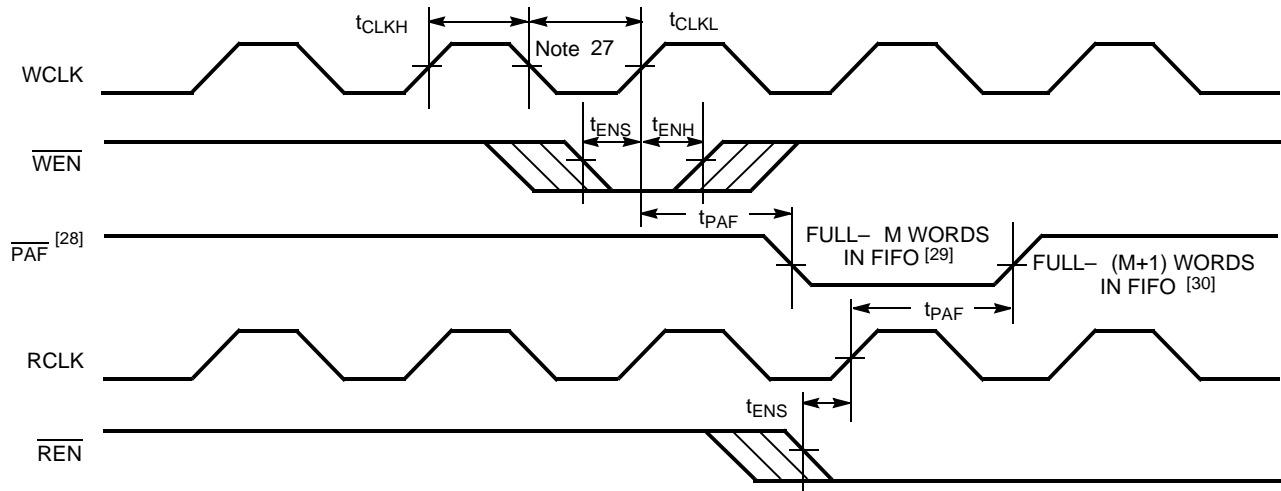 tCLKH
tCLKL
Note 27
WCLK
tENS
tENH
WEN
tPAF
PAF [28]
FULL– M WORDS
IN FIFO [29]
FULL– (M+1) WORDS
IN FIFO [30]
tPAF
RCLK
tENS
REN